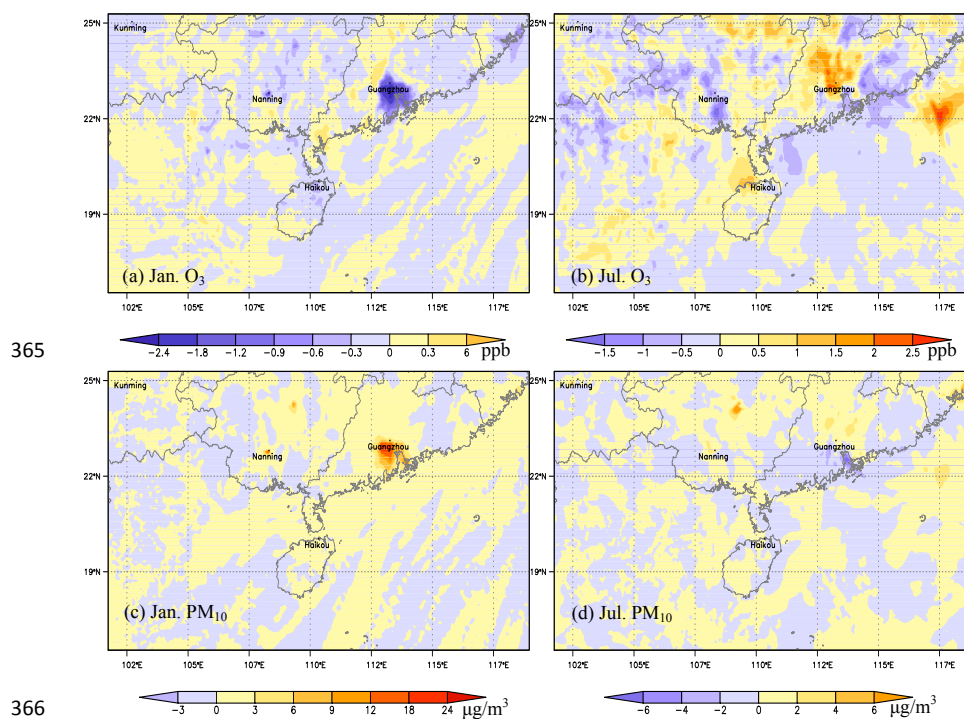 25°N
Kunming
Guangzhou
Nanning
22°N
Haikou
19°N
(a) Jan. O3
102°E 105°E 107°E 110°E 112°E 115°E 117°E
25°N
Kunming
Guangzhou
Nanning
22°N
Haikou
19°N
(b) Jul. O3
102°E 105°E 107°E 110°E 112°E 115°E 117°E
365
-2.4 -1.8 -1.2 -0.9 -0.6 -0.3 0 0.3 6 ppb
-1.5 -1 -0.5 0 0.5 1 1.5 2 2.5 ppb
25°N
Kunming
Guangzhou
Nanning
22°N
Haikou
19°N
(c) Jan. PM10
102°E 105°E 107°E 110°E 112°E 115°E 117°E
25°N
Kunming
Guangzhou
Nanning
22°N
Haikou
19°N
(d) Jul. PM10
102°E 105°E 107°E 110°E 112°E 115°E 117°E
366
-3 0 3 6 9 12 18 24 μg/m³
-6 -4 -2 0 2 4 6 μg/m³